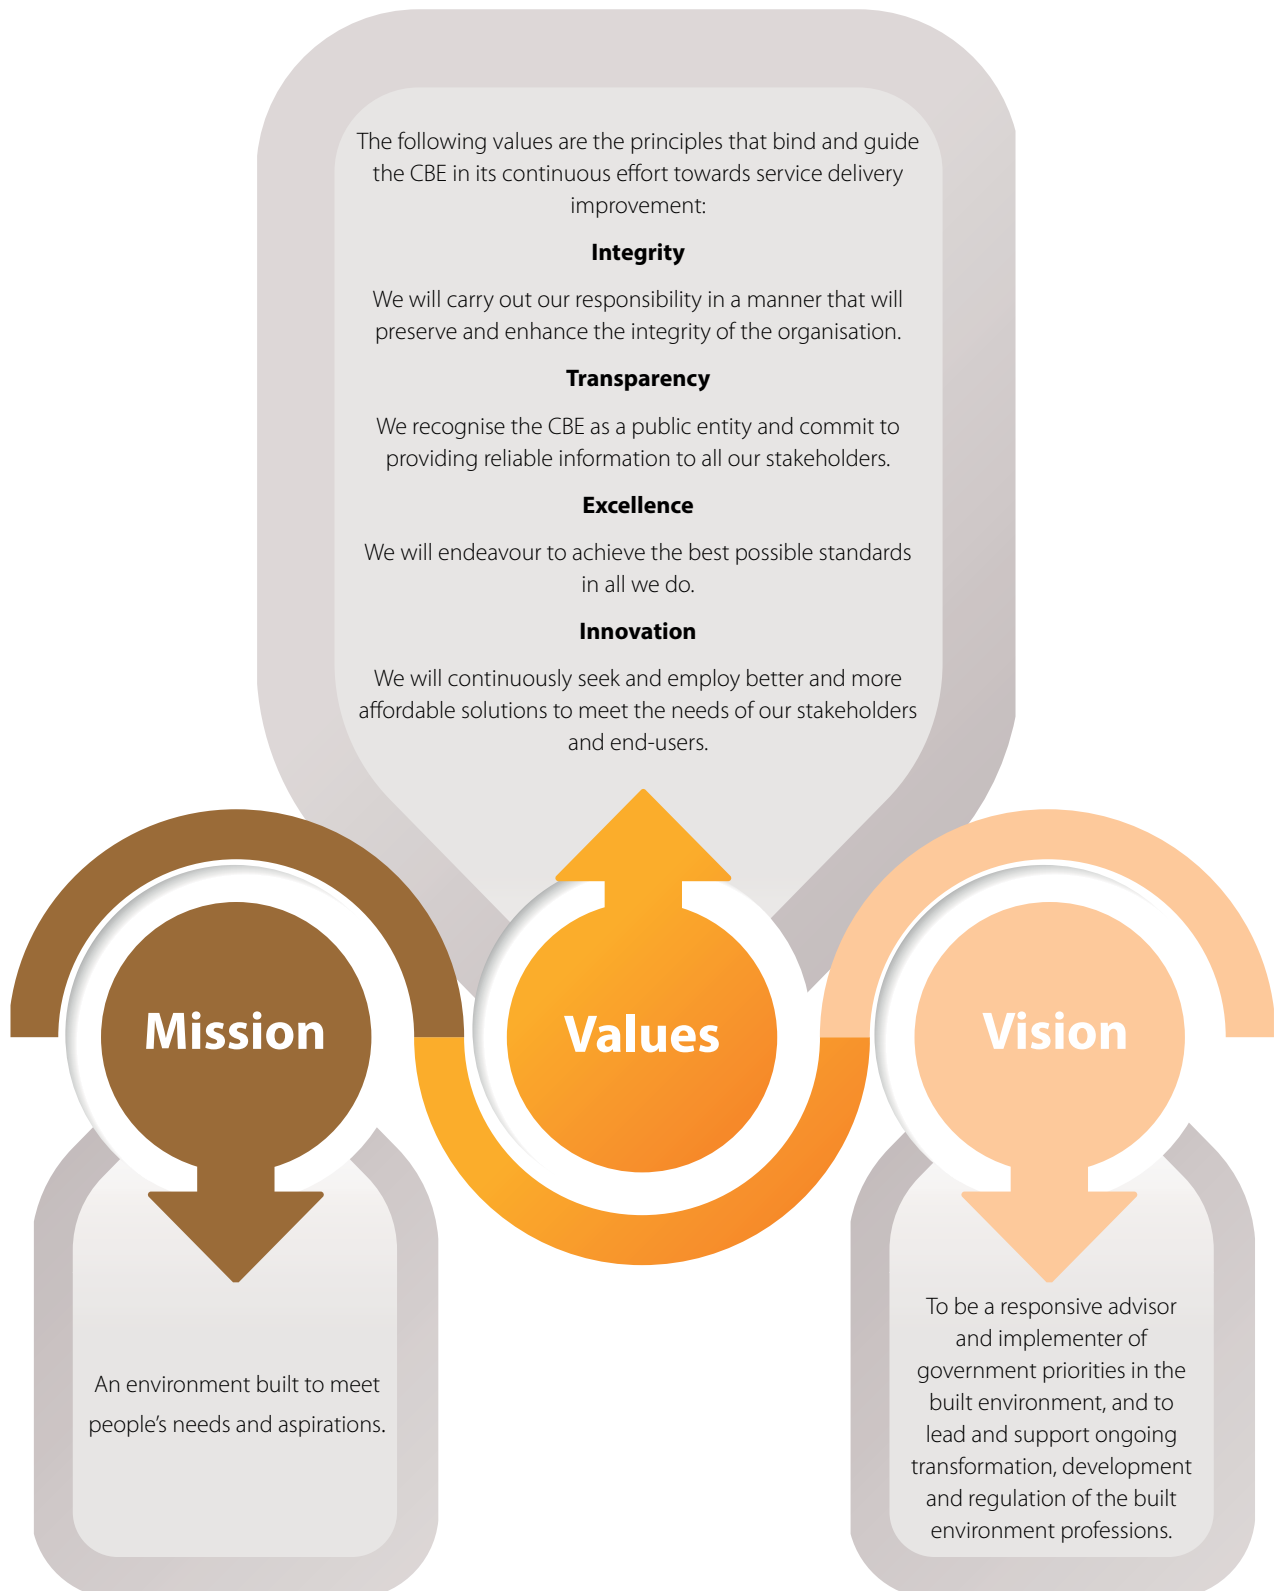 The following values are the principles that bind and guide
the CBE in its continuous effort towards service delivery
improvement:
Integrity
We will carry out our responsibility in a manner that will
preserve and enhance the integrity of the organisation.
Transparency
We recognise the CBE as a public entity and commit to
providing reliable information to all our stakeholders.
Excellence
We will endeavour to achieve the best possible standards
in all we do.
Innovation
We will continuously seek and employ better and more
affordable solutions to meet the needs of our stakeholders
and end-users.
Mission
Values
Vision
An environment built to meet
people’s needs and aspirations.
To be a responsive advisor
and implementer of
government priorities in the
built environment, and to
lead and support ongoing
transformation, development
and regulation of the built
environment professions.